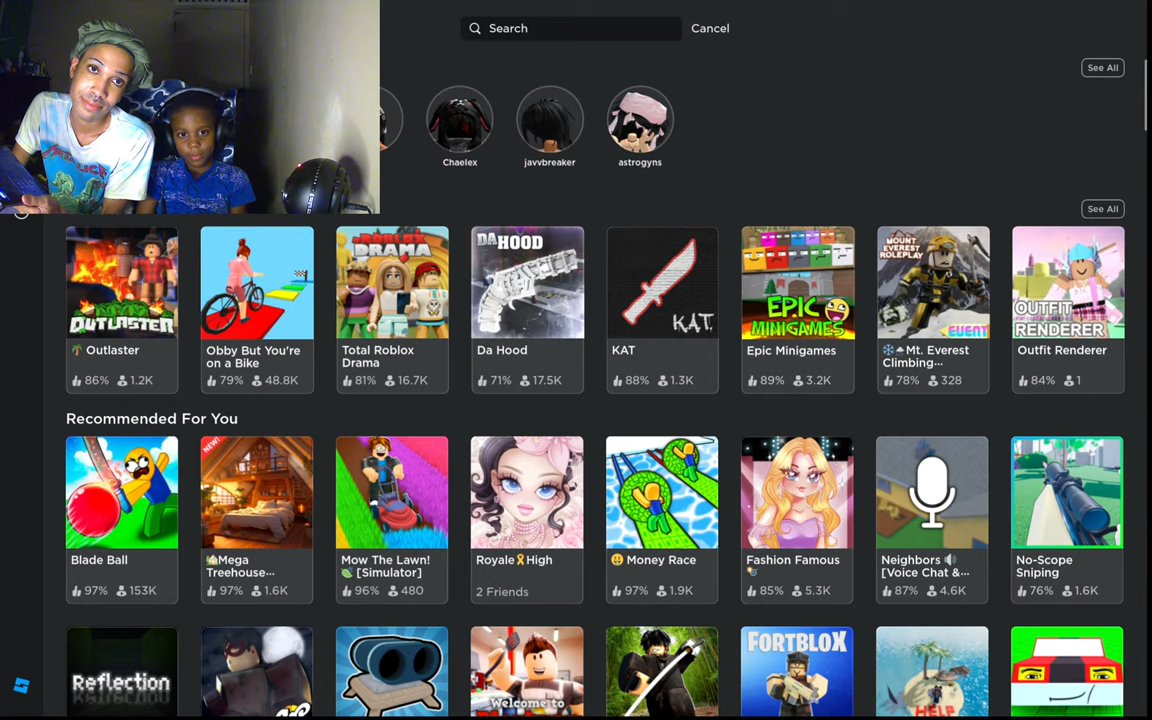 Search Cancel
See All
Chaelex javvbreaker astrogyns
See All
OUTLASTER
ROBLOX DRAMA
DA HOOD
KAT
EPIC MINIGAMES
MOUNT EVEREST ROLEPLAY
EVENT
OUTFIT RENDERER
Outlaster
86% 1.2K
Obby But You're
on a Bike
79% 48.8K
Total Roblox
Drama
81% 16.7K
Da Hood
71% 17.5K
KAT
88% 1.3K
Epic Minigames
89% 3.2K
Mt. Everest
Climbing...
78% 328
Outfit Renderer
84% 1
Recommended For You
NEW!
Blade Ball
97% 153K
Mega
Treehouse...
97% 1.6K
Mow The Lawn!
[Simulator]
96% 480
Royale High
2 Friends
Money Race
97% 1.9K
Fashion Famous
85% 5.3K
Neighbors
[Voice Chat &...
87% 4.6K
No-Scope
Sniping
76% 1.6K
Reflection
Welcome to
FORTBLOX
HELP